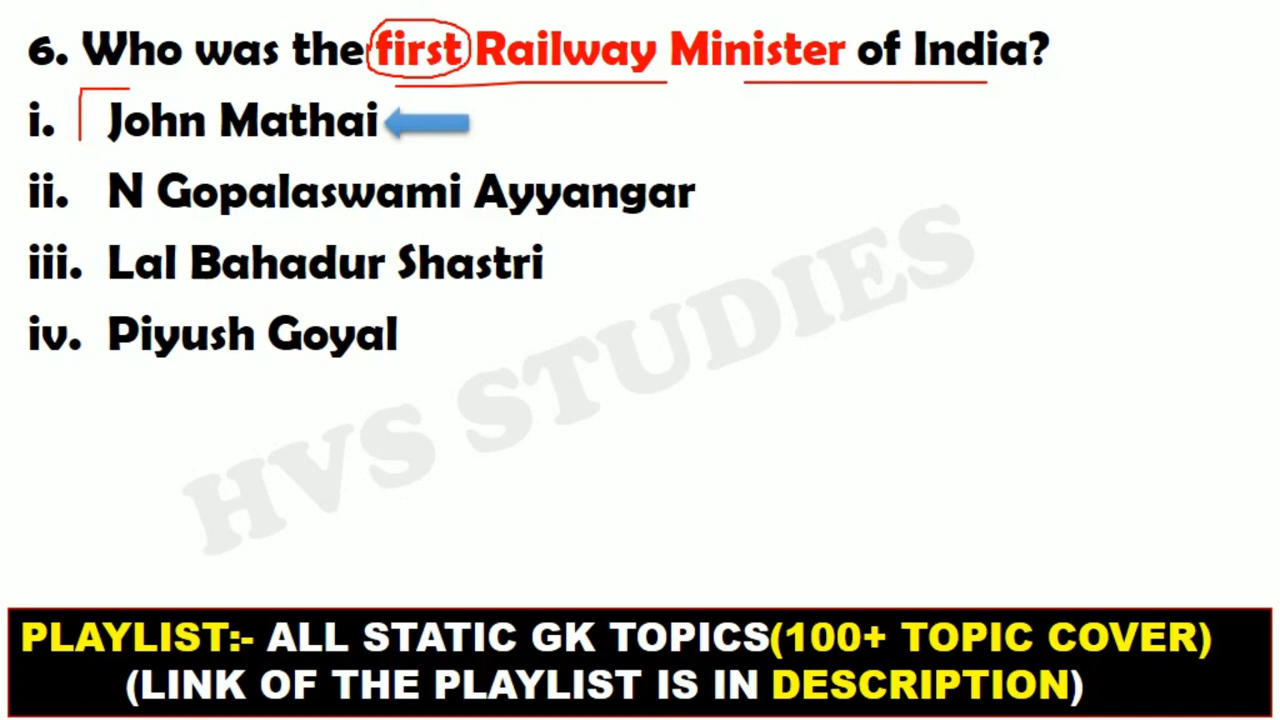 6. Who was the first Railway Minister of India?
i. John Mathai
ii. N Gopalaswami Ayyangar
iii. Lal Bahadur Shastri
iv. Piyush Goyal
HVS STUDIES
PLAYLIST:- ALL STATIC GK TOPICS(100+ TOPIC COVER)
(LINK OF THE PLAYLIST IS IN DESCRIPTION)